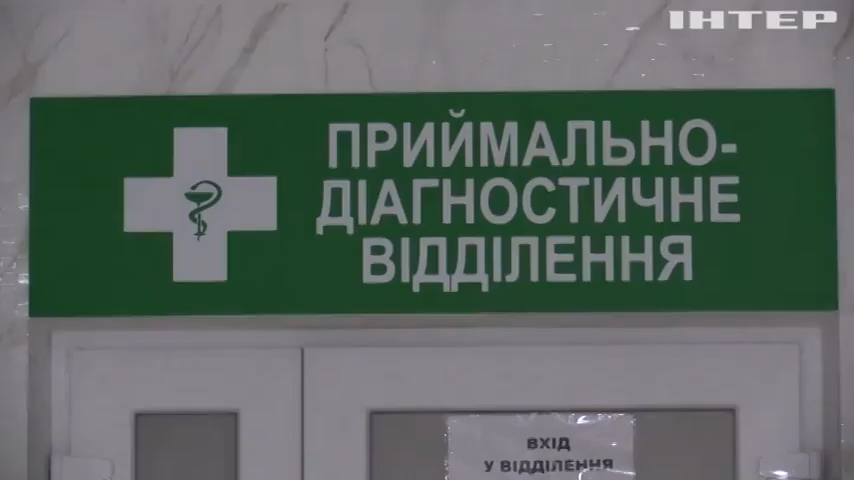 ІНТЕР
ПРИЙМАЛЬНО-
ДІАГНОСТИЧНЕ
ВІДДІЛЕННЯ
ВХІД
У ВІДДІЛЕННЯ